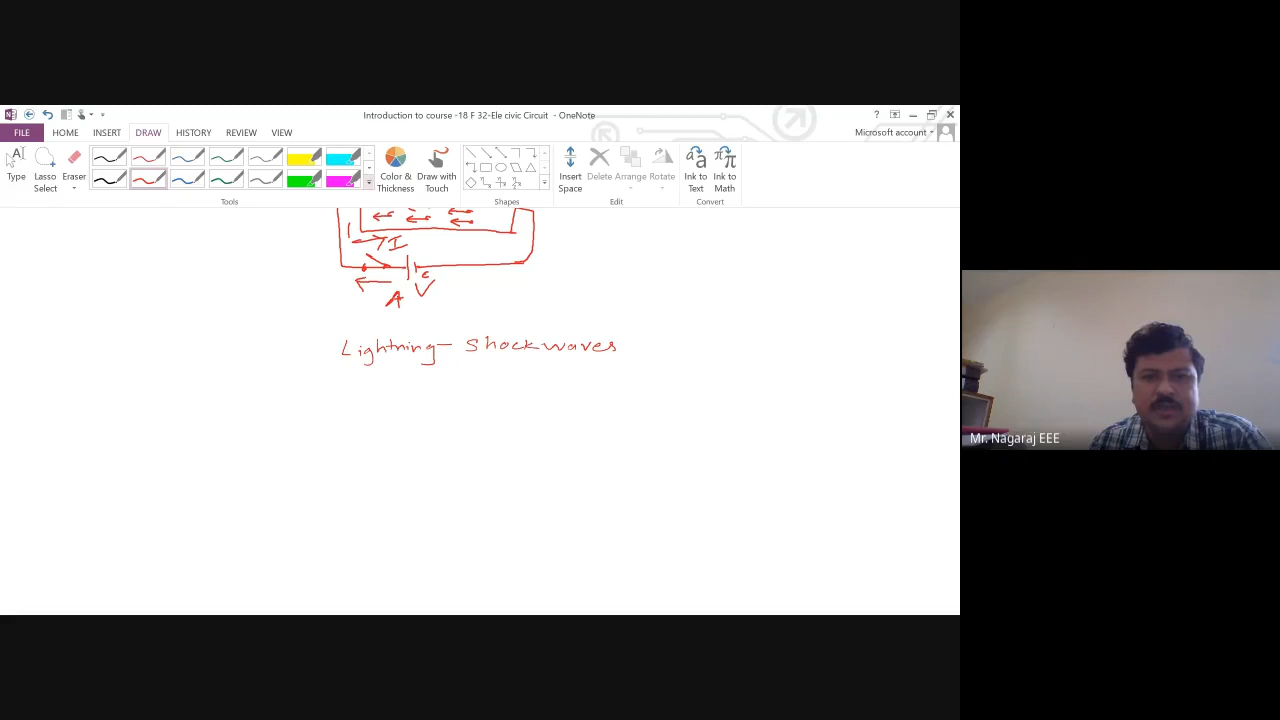 Introduction to course -18 F 32-Ele civic Circuit - OneNote
?
FILE HOME INSERT DRAW HISTORY REVIEW VIEW
Microsoft account
Type
Lasso Select
Eraser
Color & Thickness
Draw with Touch
Insert Space
Delete
Arrange
Rotate
Ink to Text
Ink to Math
Tools
Shapes
Edit
Convert
I
A V
Lightning - Shockwaves
Mr. Nagaraj EEE